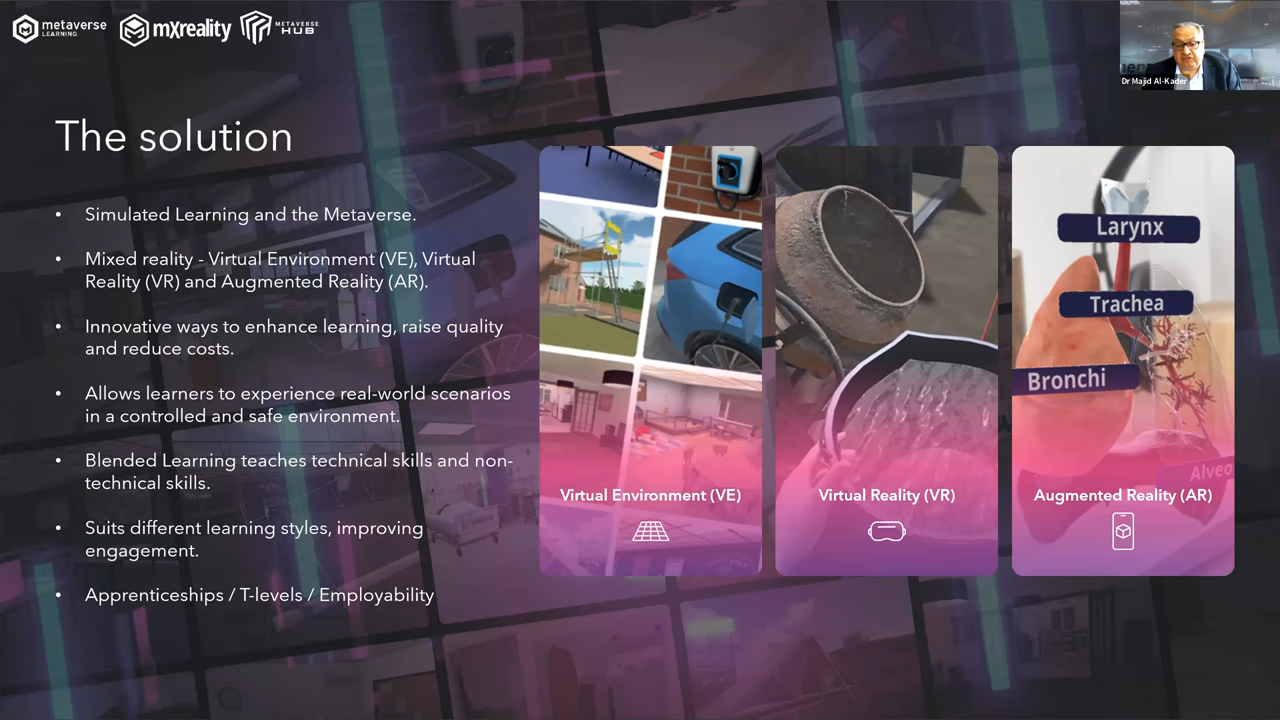 metaverse
LEARNING
mXreality
METAVERSE
HUB
Dr Majid Al-Kader
The solution
• Simulated Learning and the Metaverse.
• Mixed reality - Virtual Environment (VE), Virtual
Reality (VR) and Augmented Reality (AR).
• Innovative ways to enhance learning, raise quality
and reduce costs.
• Allows learners to experience real-world scenarios
in a controlled and safe environment.
• Blended Learning teaches technical skills and non-
technical skills.
• Suits different learning styles, improving
engagement.
• Apprenticeships / T-levels / Employability
Virtual Environment (VE)
Virtual Reality (VR)
Larynx
Trachea
Bronchi
Alveo
Augmented Reality (AR)